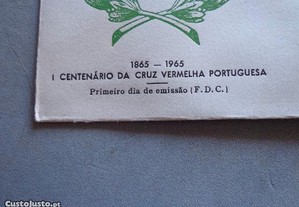 1865 — 1965
I CENTENÁRIO DA CRUZ VERMELHA PORTUGUESA
Primeiro dia de emissão (F. D. C.)
CustoJusto.pt